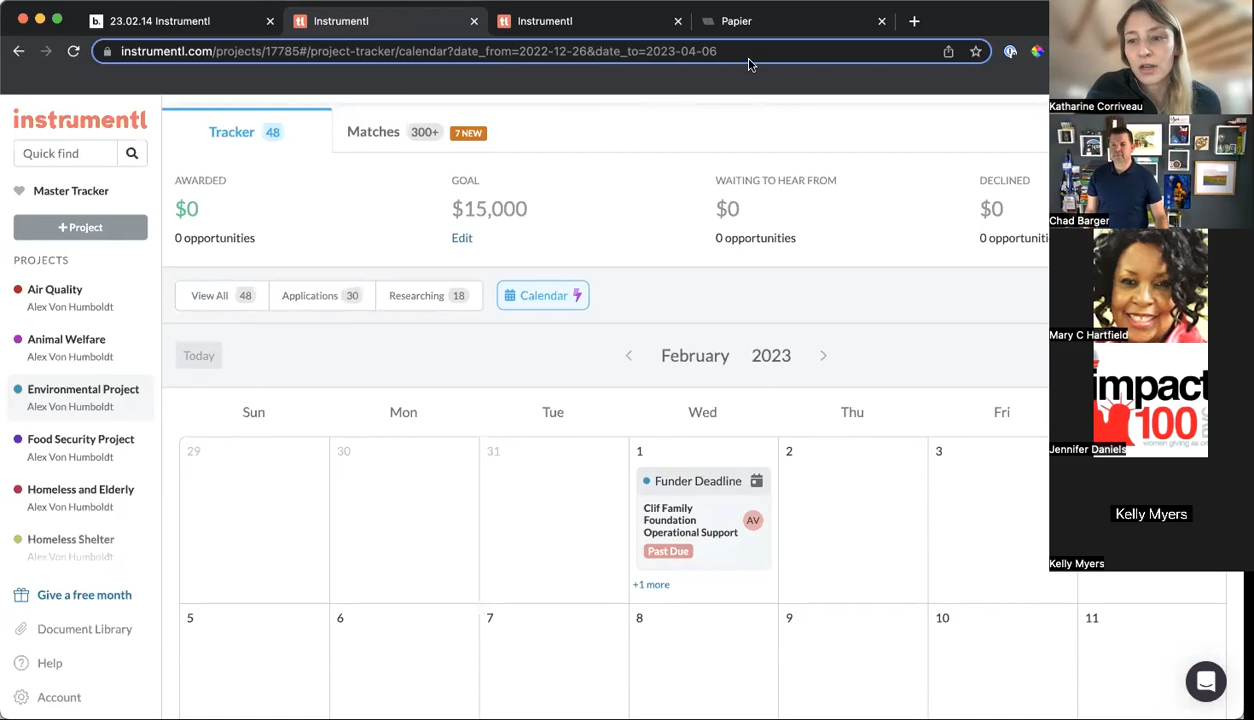 23.02.14 Instrumentl
Instrumentl
Instrumentl
Papier
instrumentl.com/projects/17785#/project-tracker/calendar?date_from=2022-12-26&date_to=2023-04-06
instrumentl
Quick find
Master Tracker
+ Project
PROJECTS
Air Quality
Alex Von Humboldt
Animal Welfare
Alex Von Humboldt
Environmental Project
Alex Von Humboldt
Food Security Project
Alex Von Humboldt
Homeless and Elderly
Alex Von Humboldt
Homeless Shelter
Alex Von Humboldt
Give a free month
Document Library
Help
Account
Tracker 48
Matches 300+ 7 NEW
AWARDED
$0
0 opportunities
GOAL
$15,000
Edit
WAITING TO HEAR FROM
$0
0 opportunities
DECLINED
$0
0 opportuniti
View All 48
Applications 30
Researching 18
Calendar
Today
February 2023
Sun Mon Tue Wed Thu Fri
29 30 31 1 2 3
Funder Deadline
Clif Family
Foundation
Operational Support
AV
Past Due
+1 more
5 6 7 8 9 10 11
Katharine Corriveau
Chad Barger
Mary C Hartfield
impact
100
Jennifer Daniels
Kelly Myers
Kelly Myers